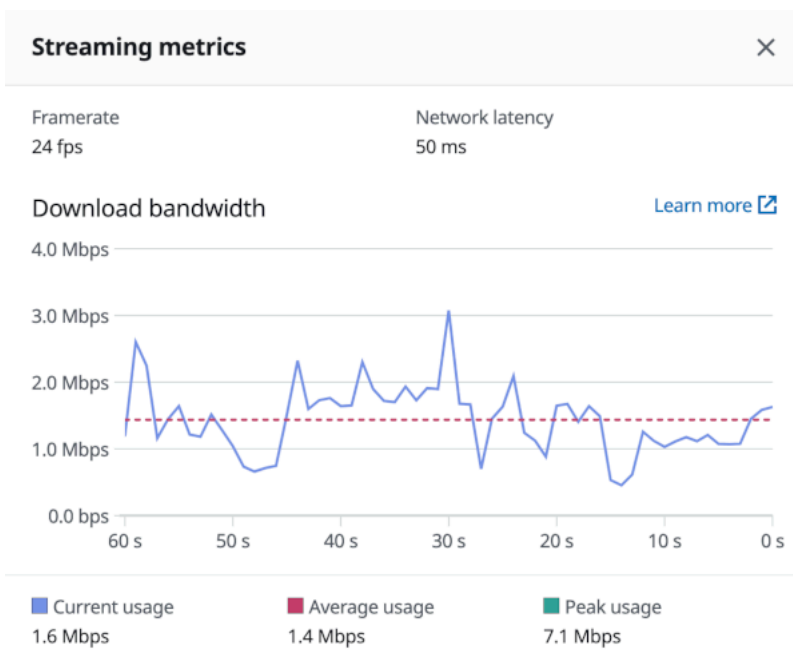 Streaming metrics
Framerate
Network latency
24 fps
50 ms
Download bandwidth
Learn more
4.0 Mbps
3.0 Mbps
2.0 Mbps
1.0 Mbps
0.0 bps
60 s
50 s
40 s
30 s
20 s
10 s
0 s
Current usage
Average usage
Peak usage
1.6 Mbps
1.4 Mbps
7.1 Mbps